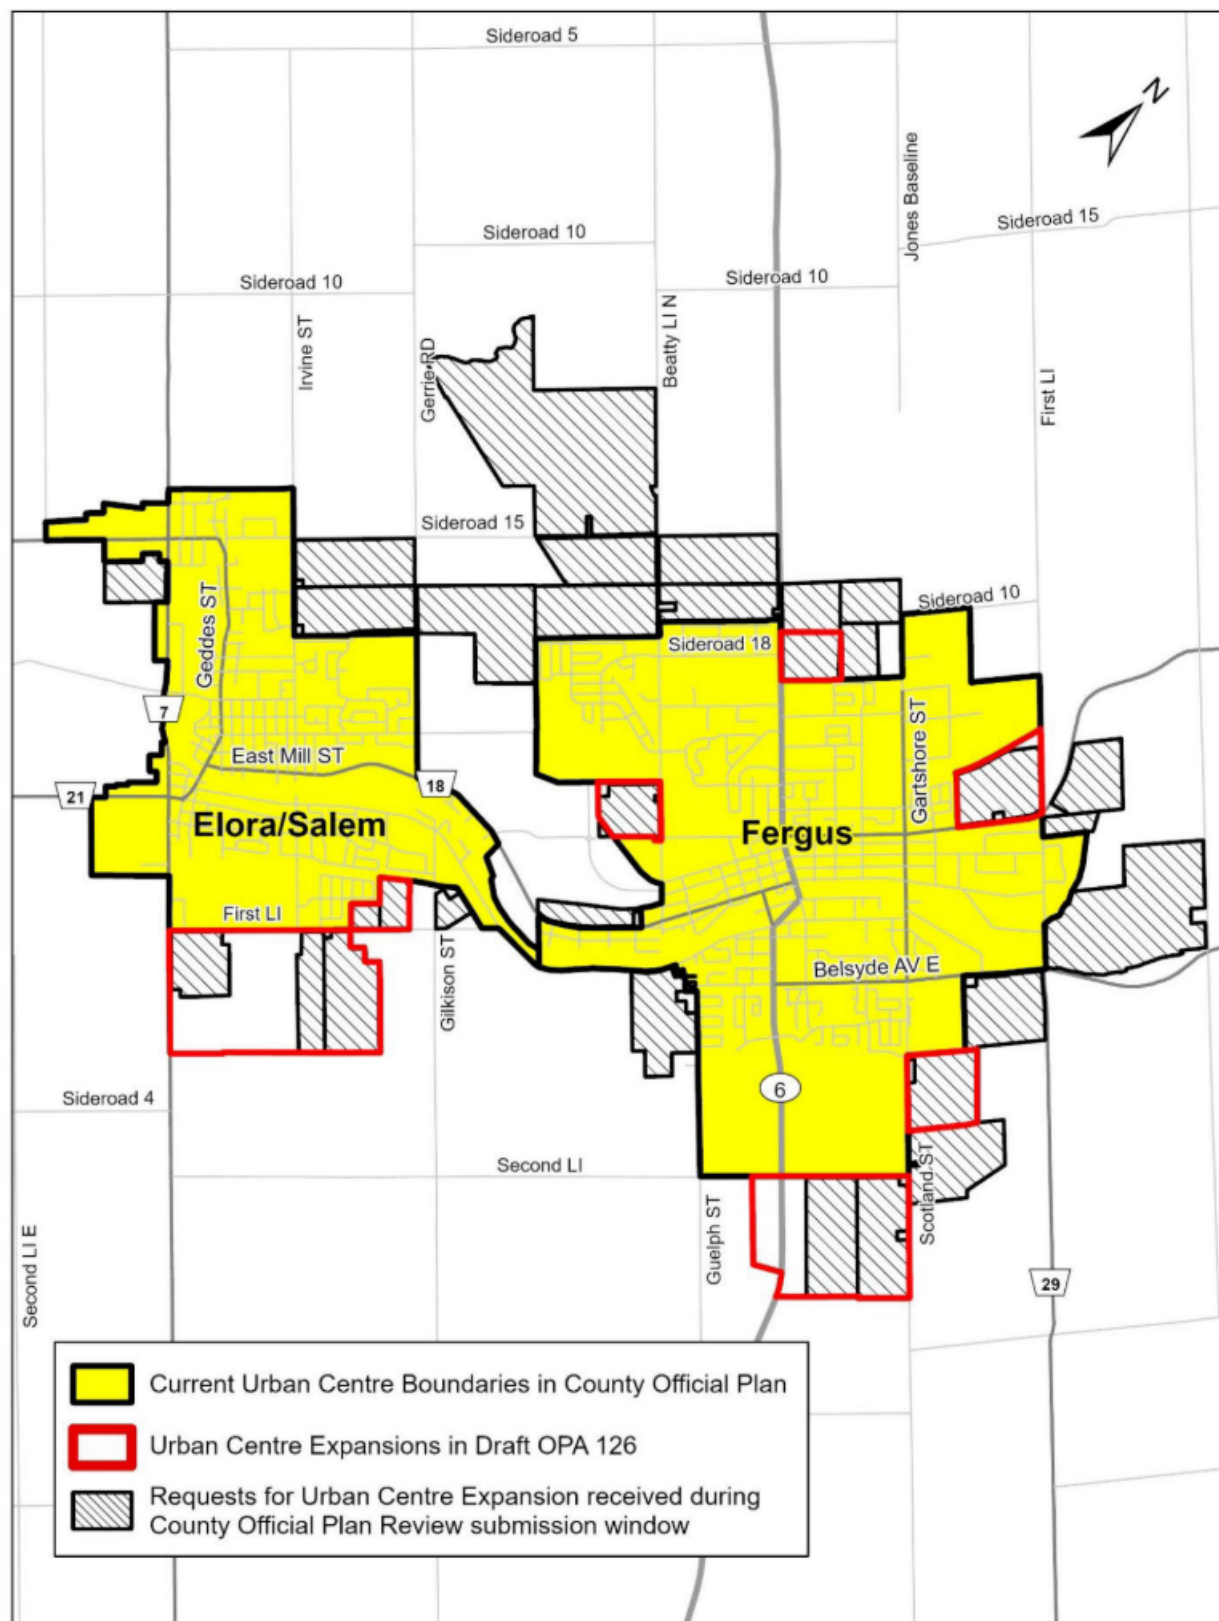 Sideroad 5
N
Jones Baseline
Sideroad 15
Sideroad 10
Sideroad 10
Sideroad 10
Irvine ST
Gerrie RD
Beatty LI N
First LI
Sideroad 15
Geddes ST
Sideroad 10
Sideroad 18
7
East Mill ST
Gartshore ST
18
21
Elora/Salem
Fergus
First LI
Gilkison ST
Belsyde AV E
6
Sideroad 4
Second LI
Scotland ST
Guelph ST
Second LI E
29
Current Urban Centre Boundaries in County Official Plan
Urban Centre Expansions in Draft OPA 126
Requests for Urban Centre Expansion received during
County Official Plan Review submission window